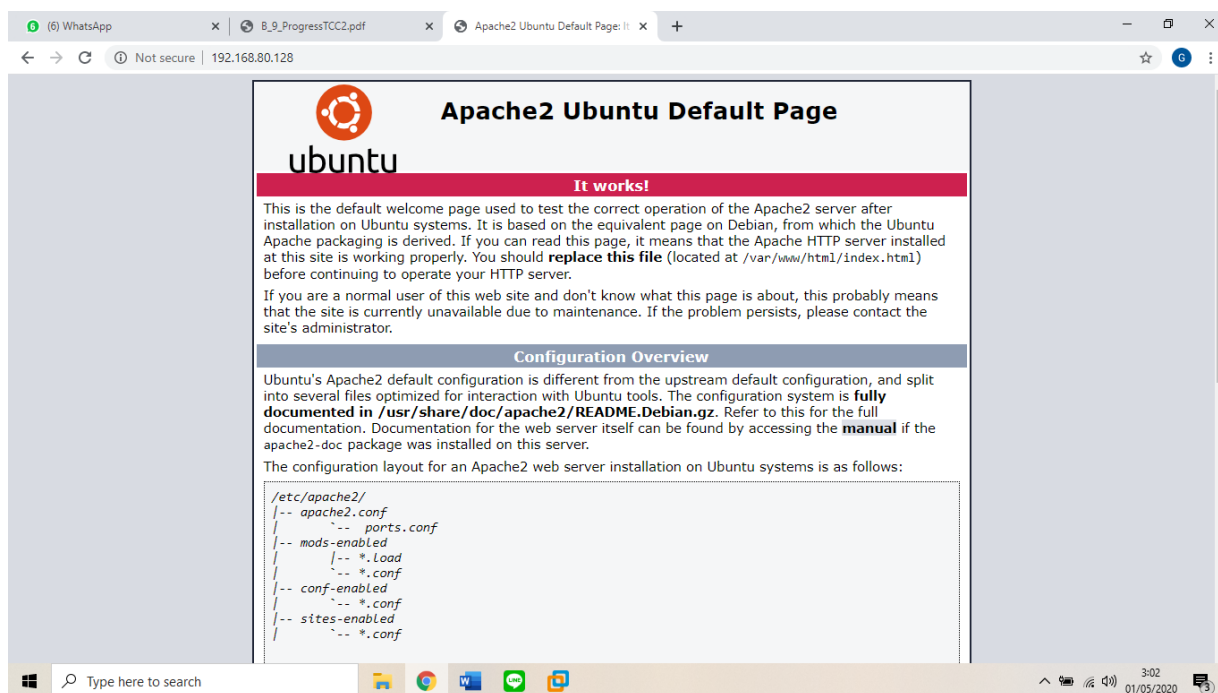 (6) WhatsApp
B_9_ProgressTCC2.pdf
Apache2 Ubuntu Default Page: It
Not secure | 192.168.80.128
G
ubuntu
Apache2 Ubuntu Default Page
It works!
This is the default welcome page used to test the correct operation of the Apache2 server after
installation on Ubuntu systems. It is based on the equivalent page on Debian, from which the Ubuntu
Apache packaging is derived. If you can read this page, it means that the Apache HTTP server installed
at this site is working properly. You should replace this file (located at /var/www/html/index.html)
before continuing to operate your HTTP server.
If you are a normal user of this web site and don't know what this page is about, this probably means
that the site is currently unavailable due to maintenance. If the problem persists, please contact the
site's administrator.
Configuration Overview
Ubuntu's Apache2 default configuration is different from the upstream default configuration, and split
into several files optimized for interaction with Ubuntu tools. The configuration system is fully
documented in /usr/share/doc/apache2/README.Debian.gz. Refer to this for the full
documentation. Documentation for the web server itself can be found by accessing the manual if the
apache2-doc package was installed on this server.
The configuration layout for an Apache2 web server installation on Ubuntu systems is as follows:
/etc/apache2/
|-- apache2.conf
|       `--  ports.conf
|-- mods-enabled
|       |-- *.load
|       `-- *.conf
|-- conf-enabled
|       `-- *.conf
|-- sites-enabled
|       `-- *.conf
Type here to search
W
LINE
3:02
01/05/2020
3